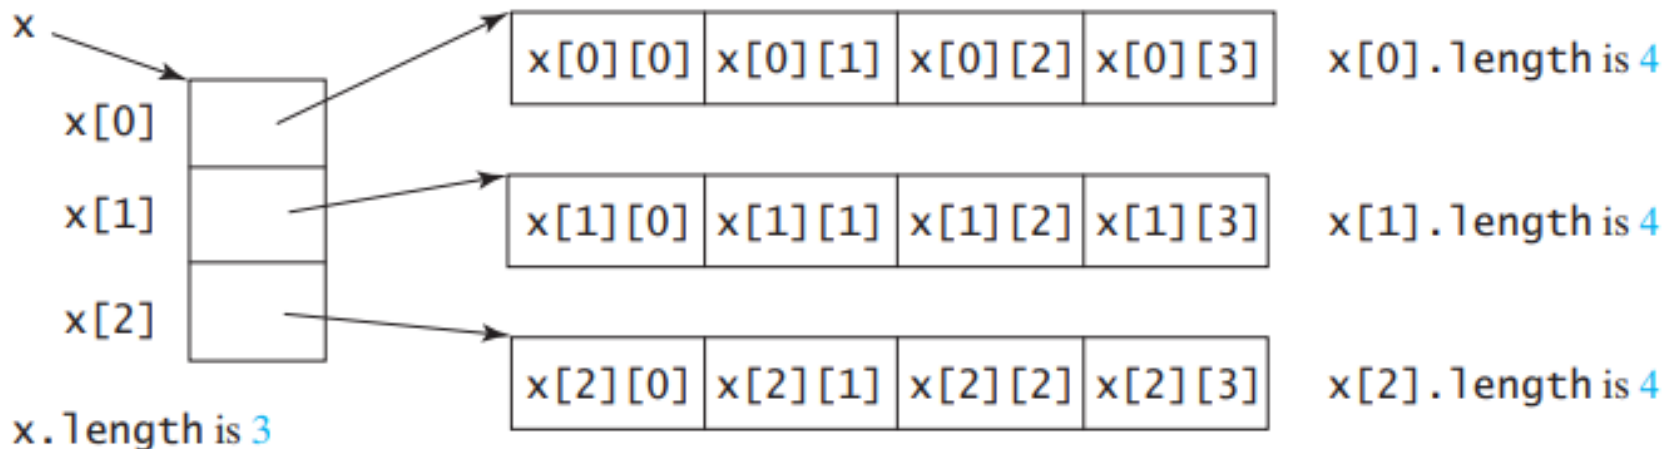 x
x[0][0] x[0][1] x[0][2] x[0][3] x[0].length is 4
x[0]
x[1]
x[1][0] x[1][1] x[1][2] x[1][3] x[1].length is 4
x[2]
x[2][0] x[2][1] x[2][2] x[2][3] x[2].length is 4
x.length is 3